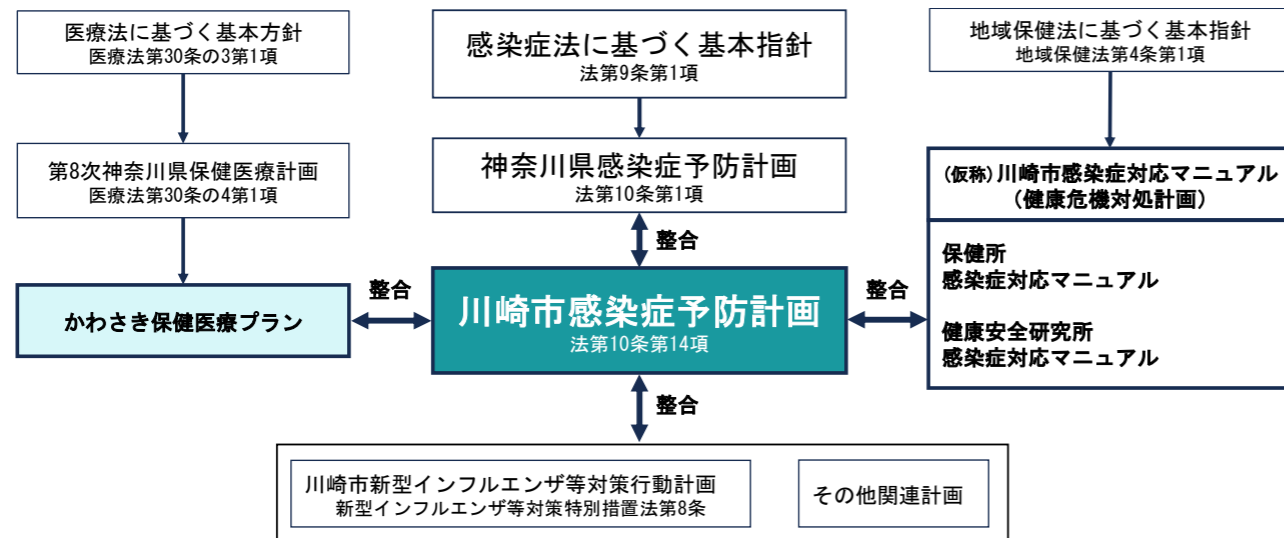 医療法に基づく基本方針
医療法第30条の3第1項
感染症法に基づく基本指針
法第9条第1項
地域保健法に基づく基本指針
地域保健法第4条第1項
第8次神奈川県保健医療計画
医療法第30条の4第1項
神奈川県感染症予防計画
法第10条第1項
(仮称)川崎市感染症対応マニュアル
(健康危機対処計画)
整合
保健所
感染症対応マニュアル
健康安全研究所
感染症対応マニュアル
かわさき保健医療プラン
整合
川崎市感染症予防計画
法第10条第14項
整合
整合
川崎市新型インフルエンザ等対策行動計画
新型インフルエンザ等対策特別措置法第8条
その他関連計画